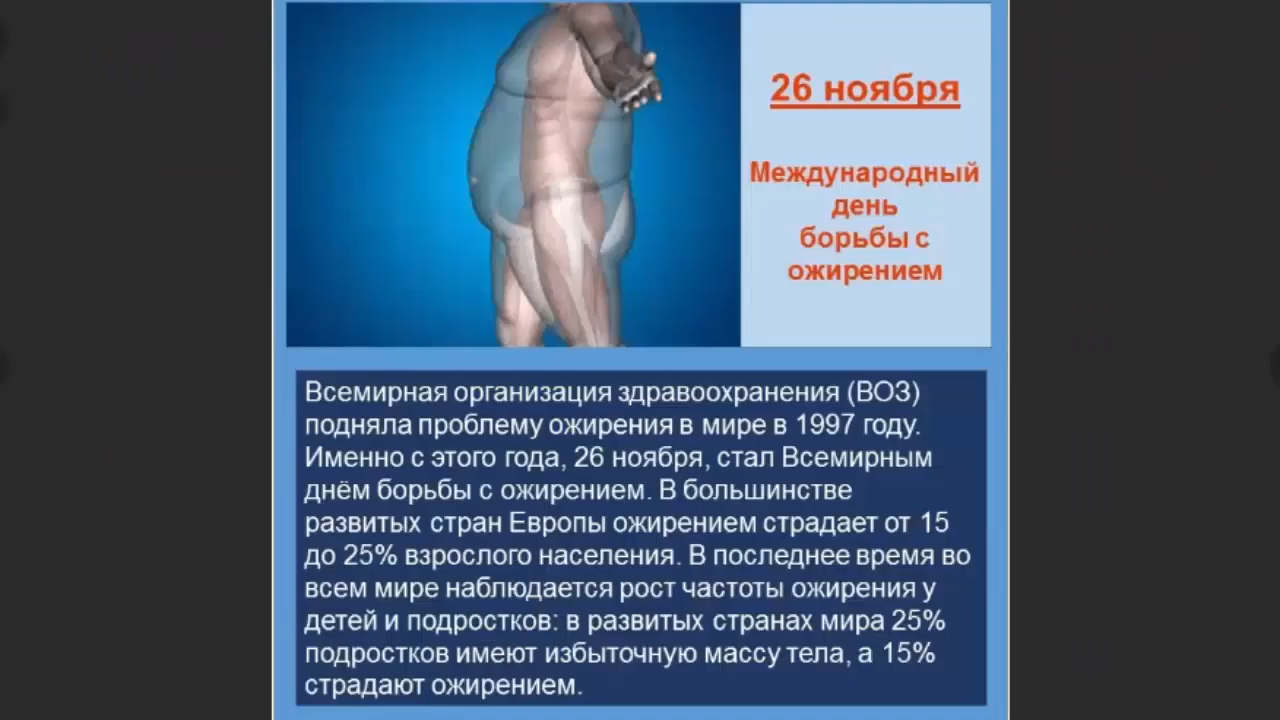 26 ноября
Международный
день
борьбы с
ожирением
Всемирная организация здравоохранения (ВОЗ)
подняла проблему ожирения в мире в 1997 году.
Именно с этого года, 26 ноября, стал Всемирным
днём борьбы с ожирением. В большинстве
развитых стран Европы ожирением страдает от 15
до 25% взрослого населения. В последнее время во
всем мире наблюдается рост частоты ожирения у
детей и подростков: в развитых странах мира 25%
подростков имеют избыточную массу тела, а 15%
страдают ожирением.